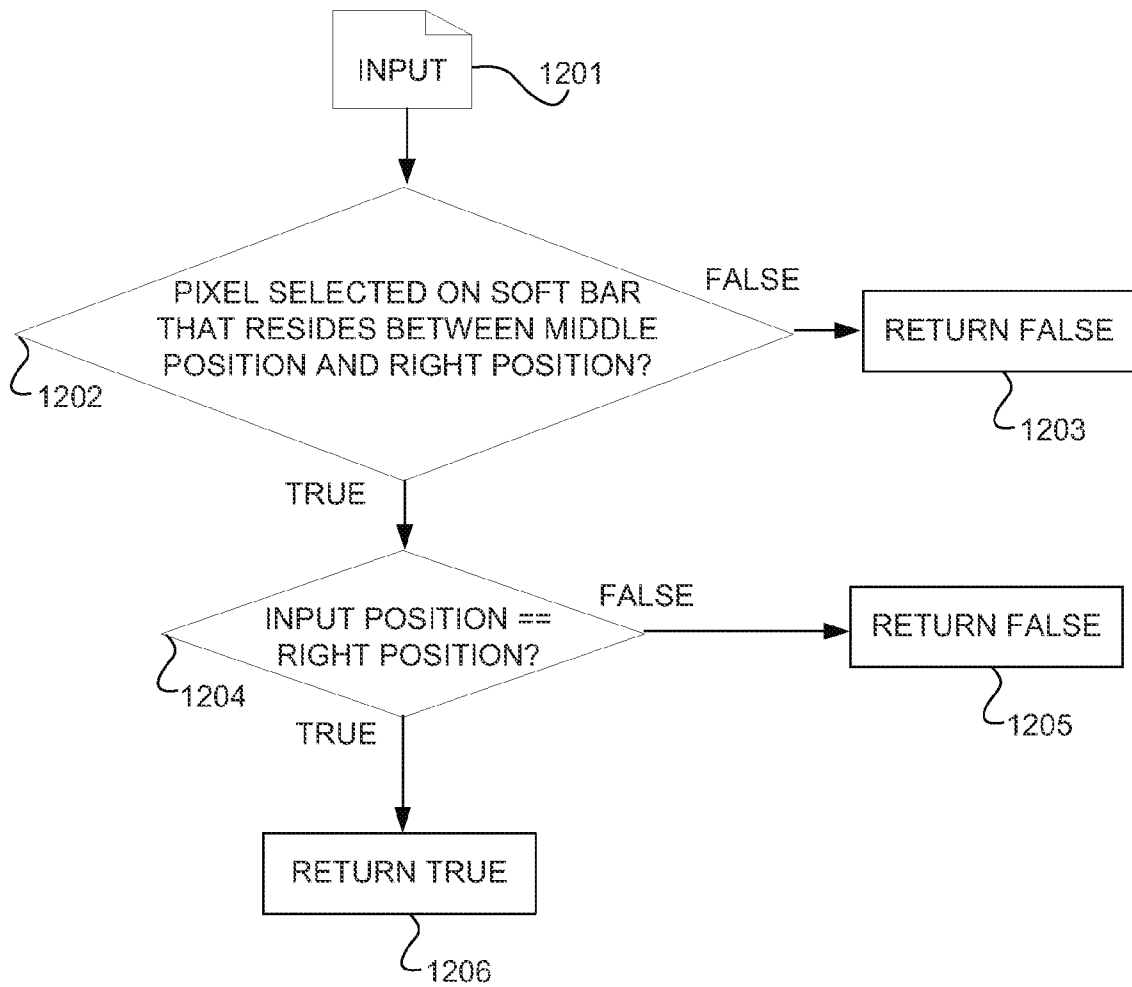 INPUT
1201
PIXEL SELECTED ON SOFT BAR
THAT RESIDES BETWEEN MIDDLE
POSITION AND RIGHT POSITION?
FALSE
RETURN FALSE
1202
1203
TRUE
INPUT POSITION ==
RIGHT POSITION?
FALSE
RETURN FALSE
1204
1205
TRUE
RETURN TRUE
1206